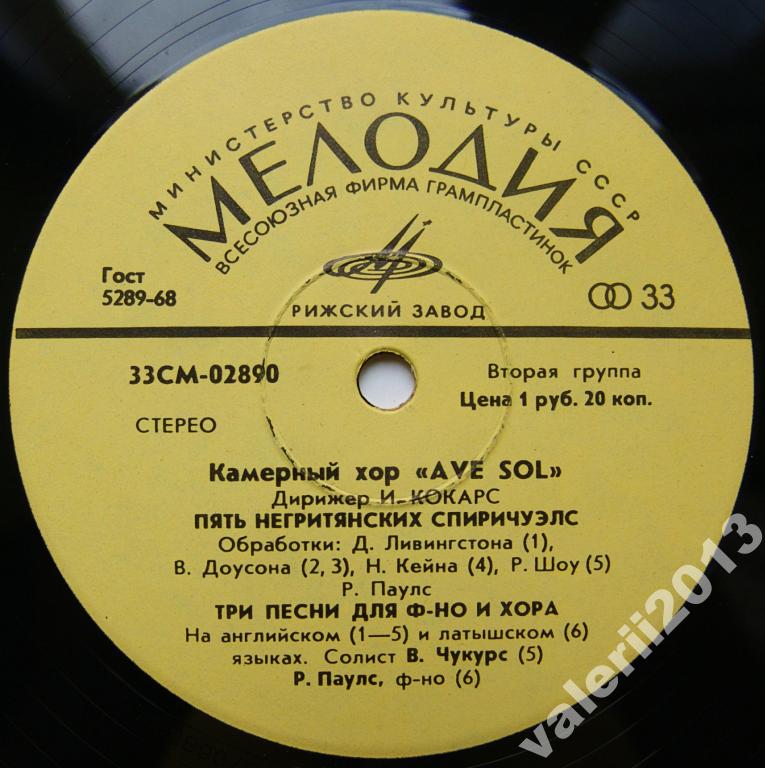 МИНИСТЕРСТВО КУЛЬТУРЫ СССР
МЕЛОДИЯ
ВСЕСОЮЗНАЯ ФИРМА ГРАМПЛАСТИНОК
Гост
5289-68
33
РИЖСКИЙ ЗАВОД
33СМ-02890
Вторая группа
СТЕРЕО
Цена 1 руб. 20 коп.
Камерный хор «AVE SOL»
Дирижер И. КОКАРС
ПЯТЬ НЕГРИТЯНСКИХ СПИРИЧУЭЛС
Обработки: Д. Ливингстона (1),
В. Доусона (2, 3), Н. Кейна (4), Р. Шоу (5)
Р. Паулс
ТРИ ПЕСНИ ДЛЯ Ф-НО И ХОРА
На английском (1—5) и латышском (6)
языках. Солист В. Чукурс (5)
Р. Паулс, ф-но (6)
valerii2013